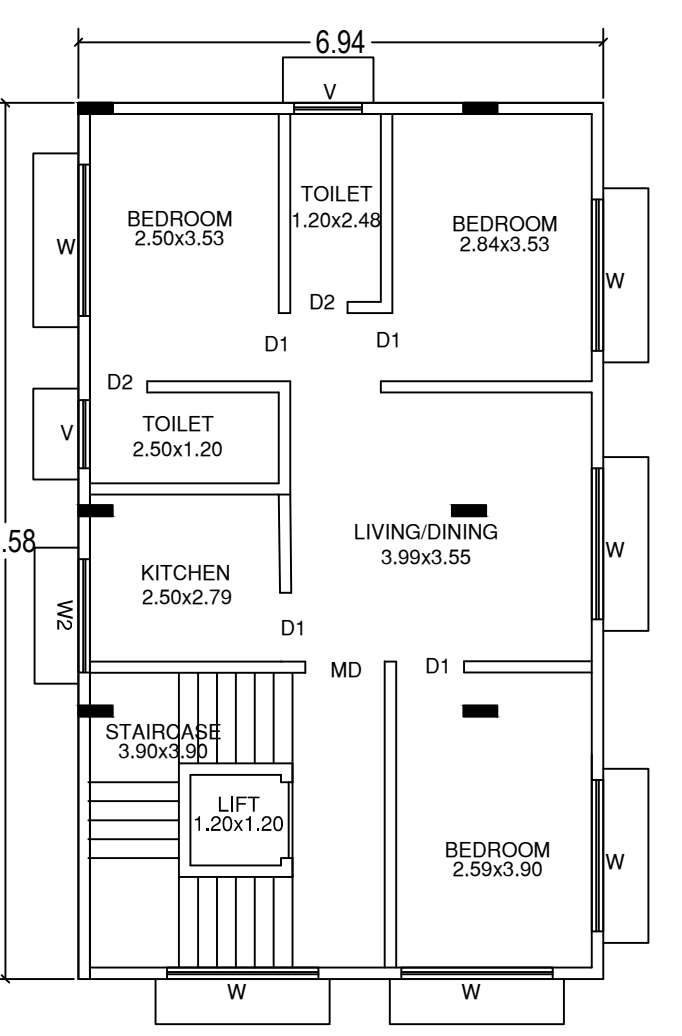 6.94
V
TOILET
1.20x2.48
BEDROOM
2.50x3.53
BEDROOM
2.84x3.53
W
W
D2
D1
D1
D2
V
TOILET
2.50x1.20
.58
LIVING/DINING
3.99x3.55
W
KITCHEN
2.50x2.79
W2
D1
MD
D1
STAIRCASE
3.90x3.90
LIFT
1.20x1.20
BEDROOM
2.59x3.90
W
W
W